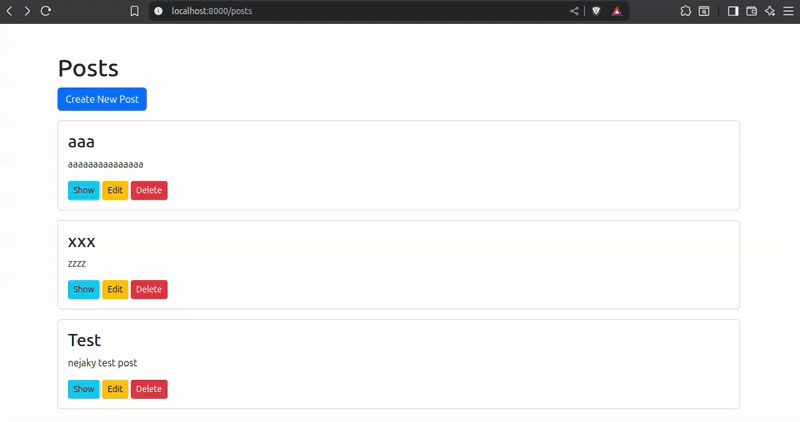 localhost:8000/posts
Posts
Create New Post
aaa
aaaaaaaaaaaaaaa
Show Edit Delete
xxx
zzzz
Show Edit Delete
Test
nejaky test post
Show Edit Delete